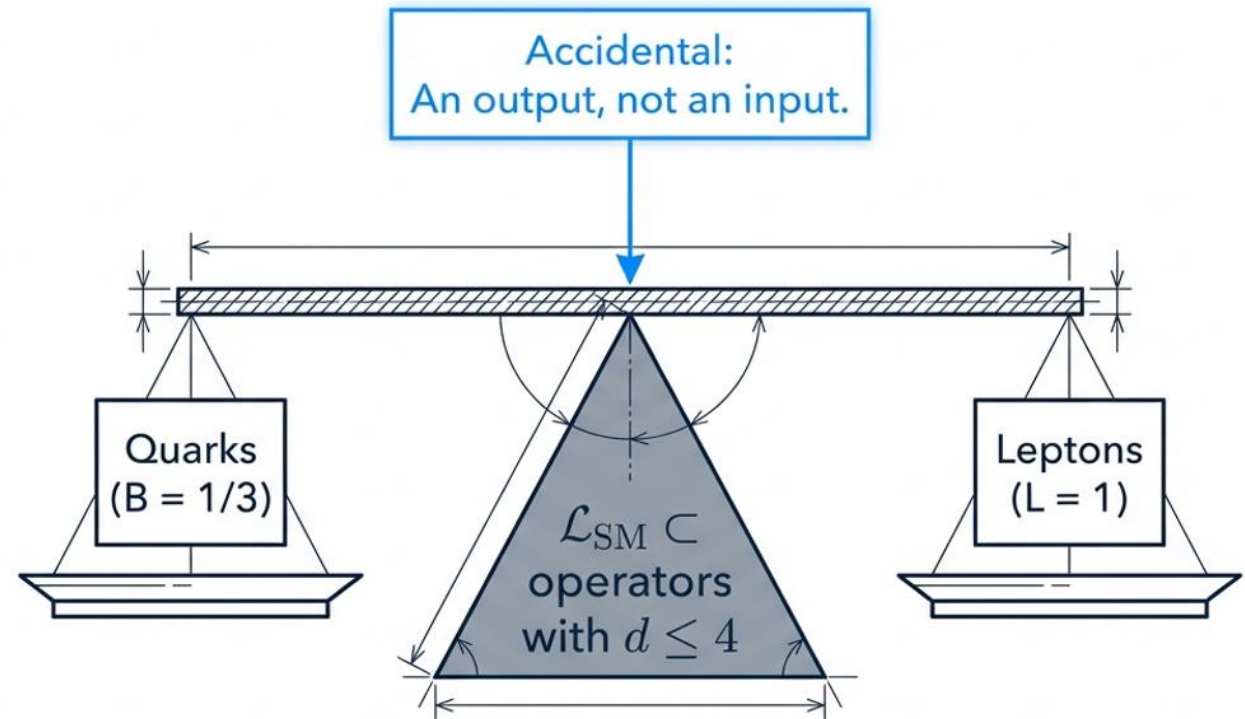 Accidental:
An output, not an input.
Quarks
(B = 1/3)
Leptons
(L = 1)
ℒ_SM ⊂
operators
with d ≤ 4